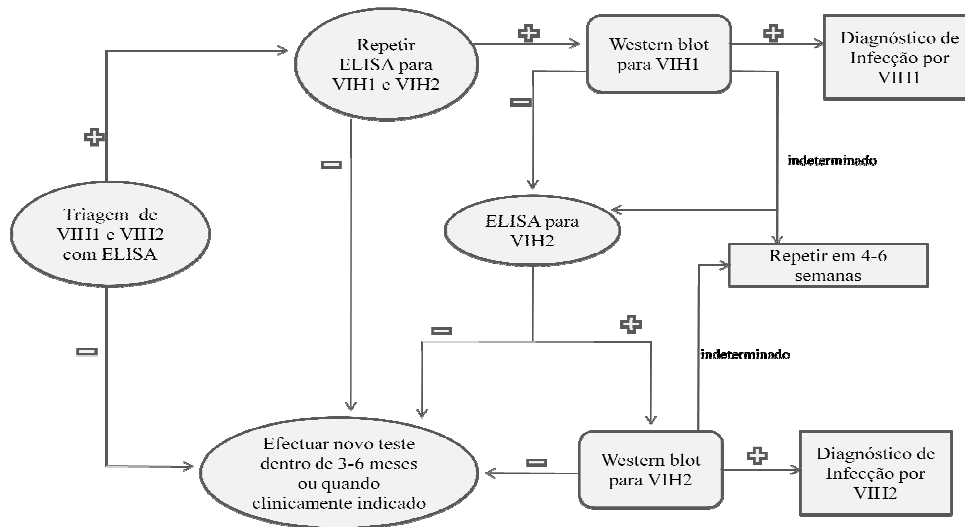 Repetir
ELISA para
VIH1 e VIH2
Western blot
para VIH1
Diagnóstico de
Infecção por
VIH1
indeterminado
Triagem de
VIH1 e VIH2
com ELISA
ELISA para
VIH2
Repetir em 4-6
semanas
indeterminado
Efectuar novo teste
dentro de 3-6 meses
ou quando
clinicamente indicado
Western blot
para VIH2
Diagnóstico de
Infecção por
VIH2